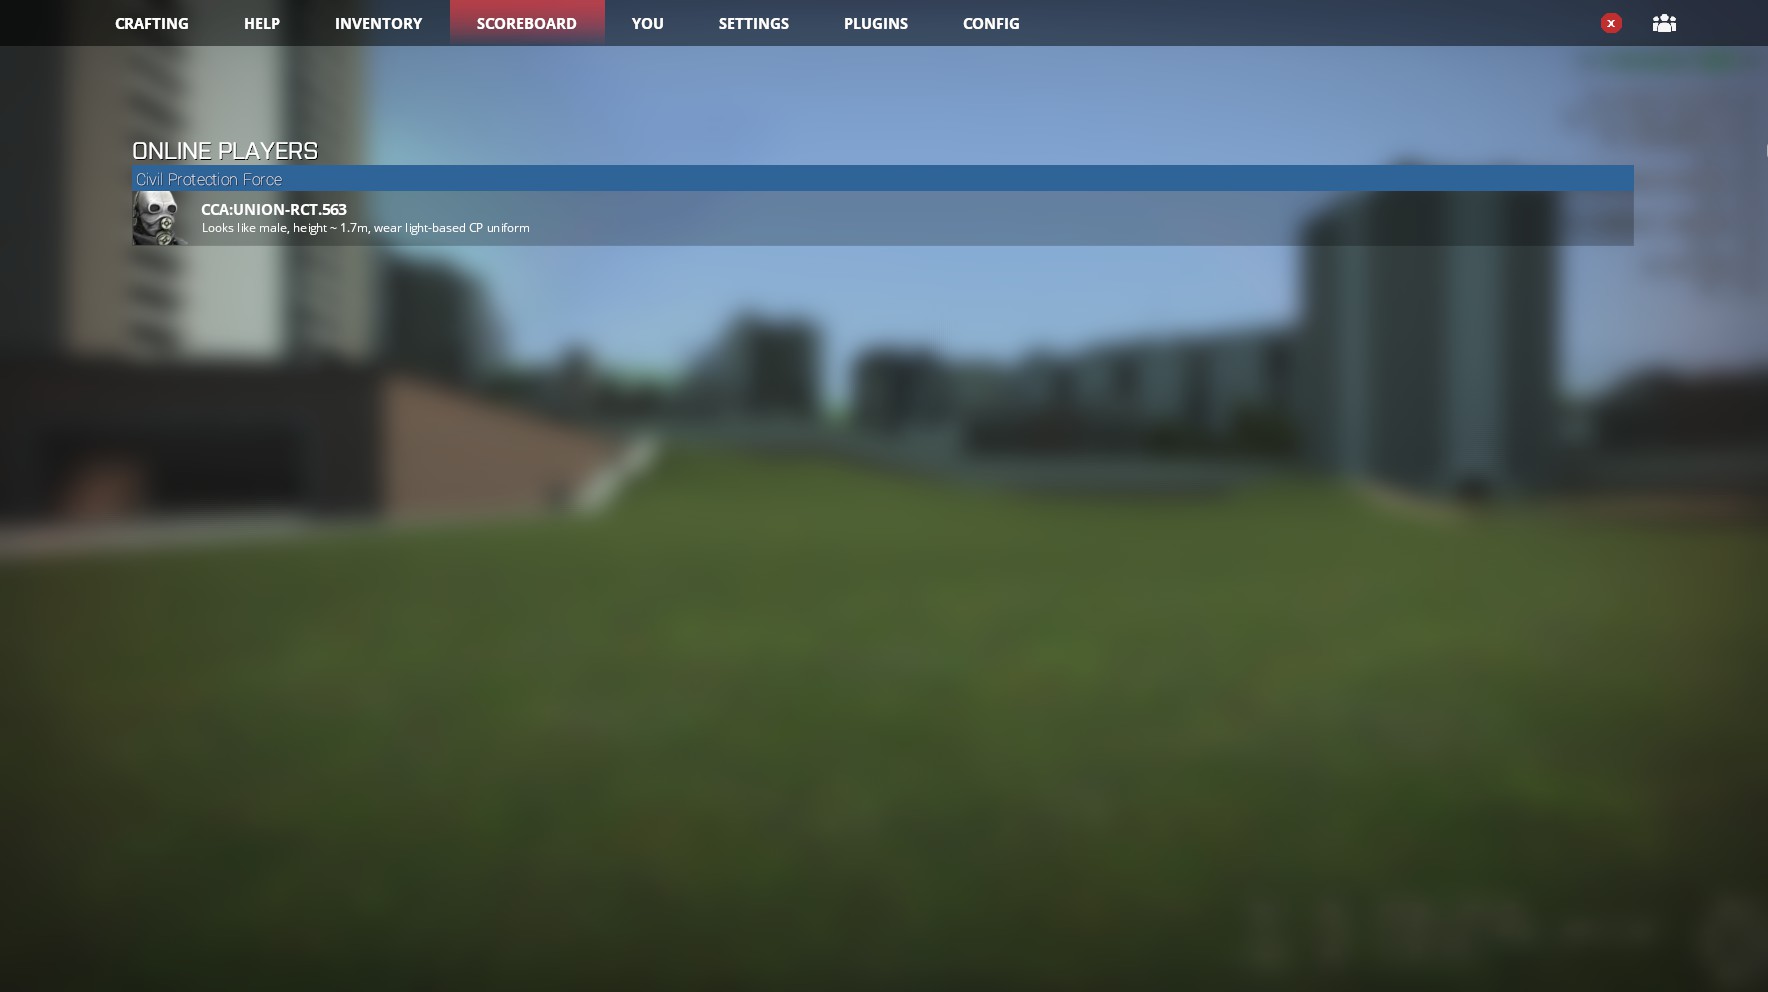 CRAFTING HELP INVENTORY SCOREBOARD YOU SETTINGS PLUGINS CONFIG x
ONLINE PLAYERS
Civil Protection Force
CCA:UNION-RCT.563
Looks like male, height ~ 1.7m, wear light-based CP uniform